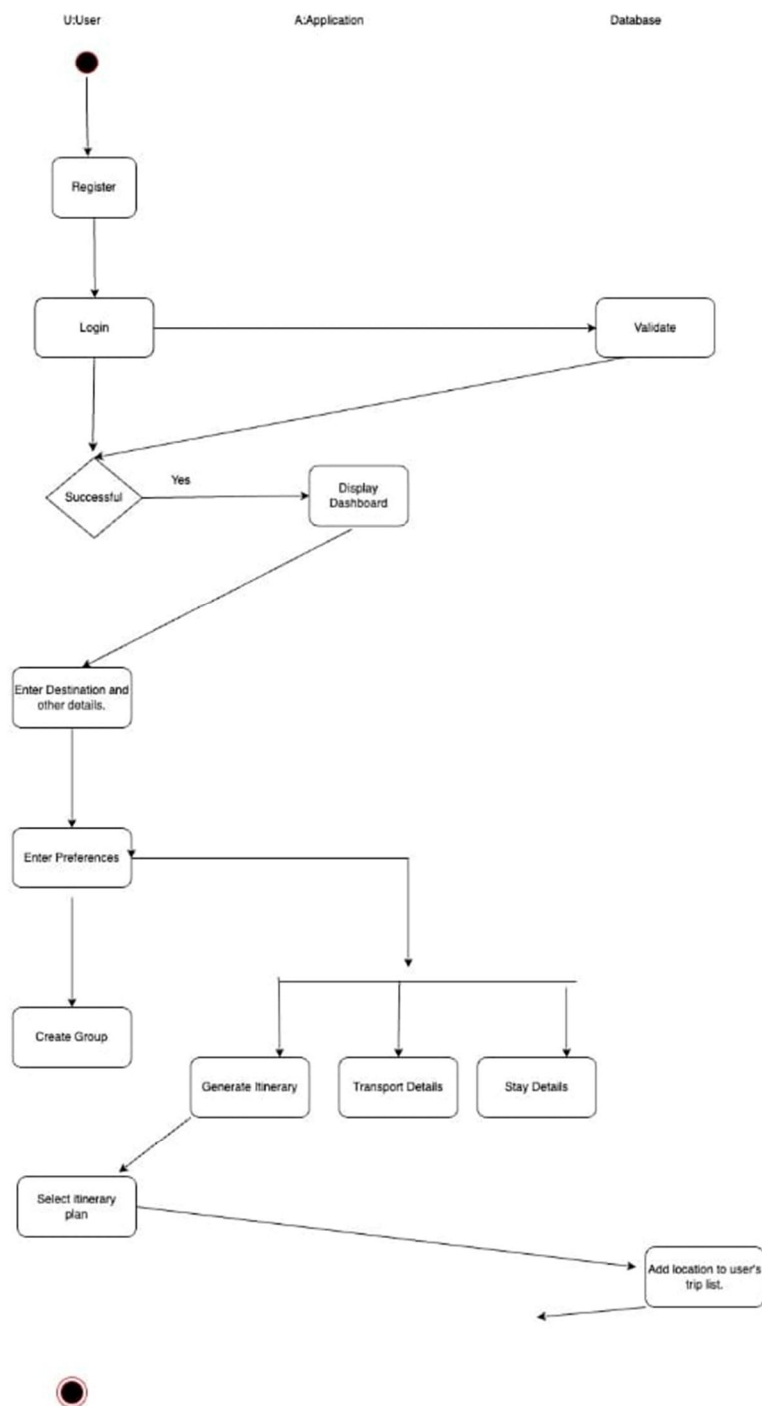 U:User
A:Application
Database
Register
Login
Validate
Successful
Yes
Display
Dashboard
Enter Destination and
other details.
Enter Preferences
Create Group
Generate Itinerary
Transport Details
Stay Details
Select itinerary
plan
Add location to user's
trip list.